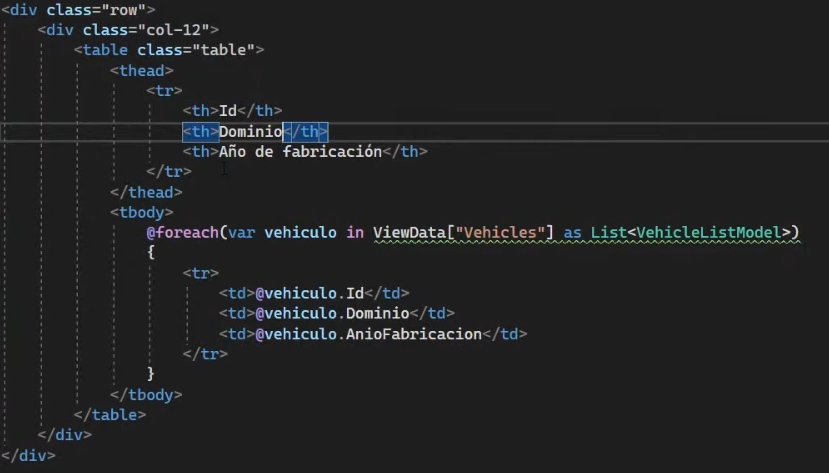 <div class="row">
<div class="col-12">
<table class="table">
<thead>
<tr>
<th>Id</th>
<th>Dominio</th>
<th>Año de fabricación</th>
</tr>
</thead>
<tbody>
@foreach(var vehiculo in ViewData["Vehicles"] as List<VehicleListModel>)
{
<tr>
<td>@vehiculo.Id</td>
<td>@vehiculo.Dominio</td>
<td>@vehiculo.AnioFabricacion</td>
</tr>
}
</tbody>
</table>
</div>
</div>